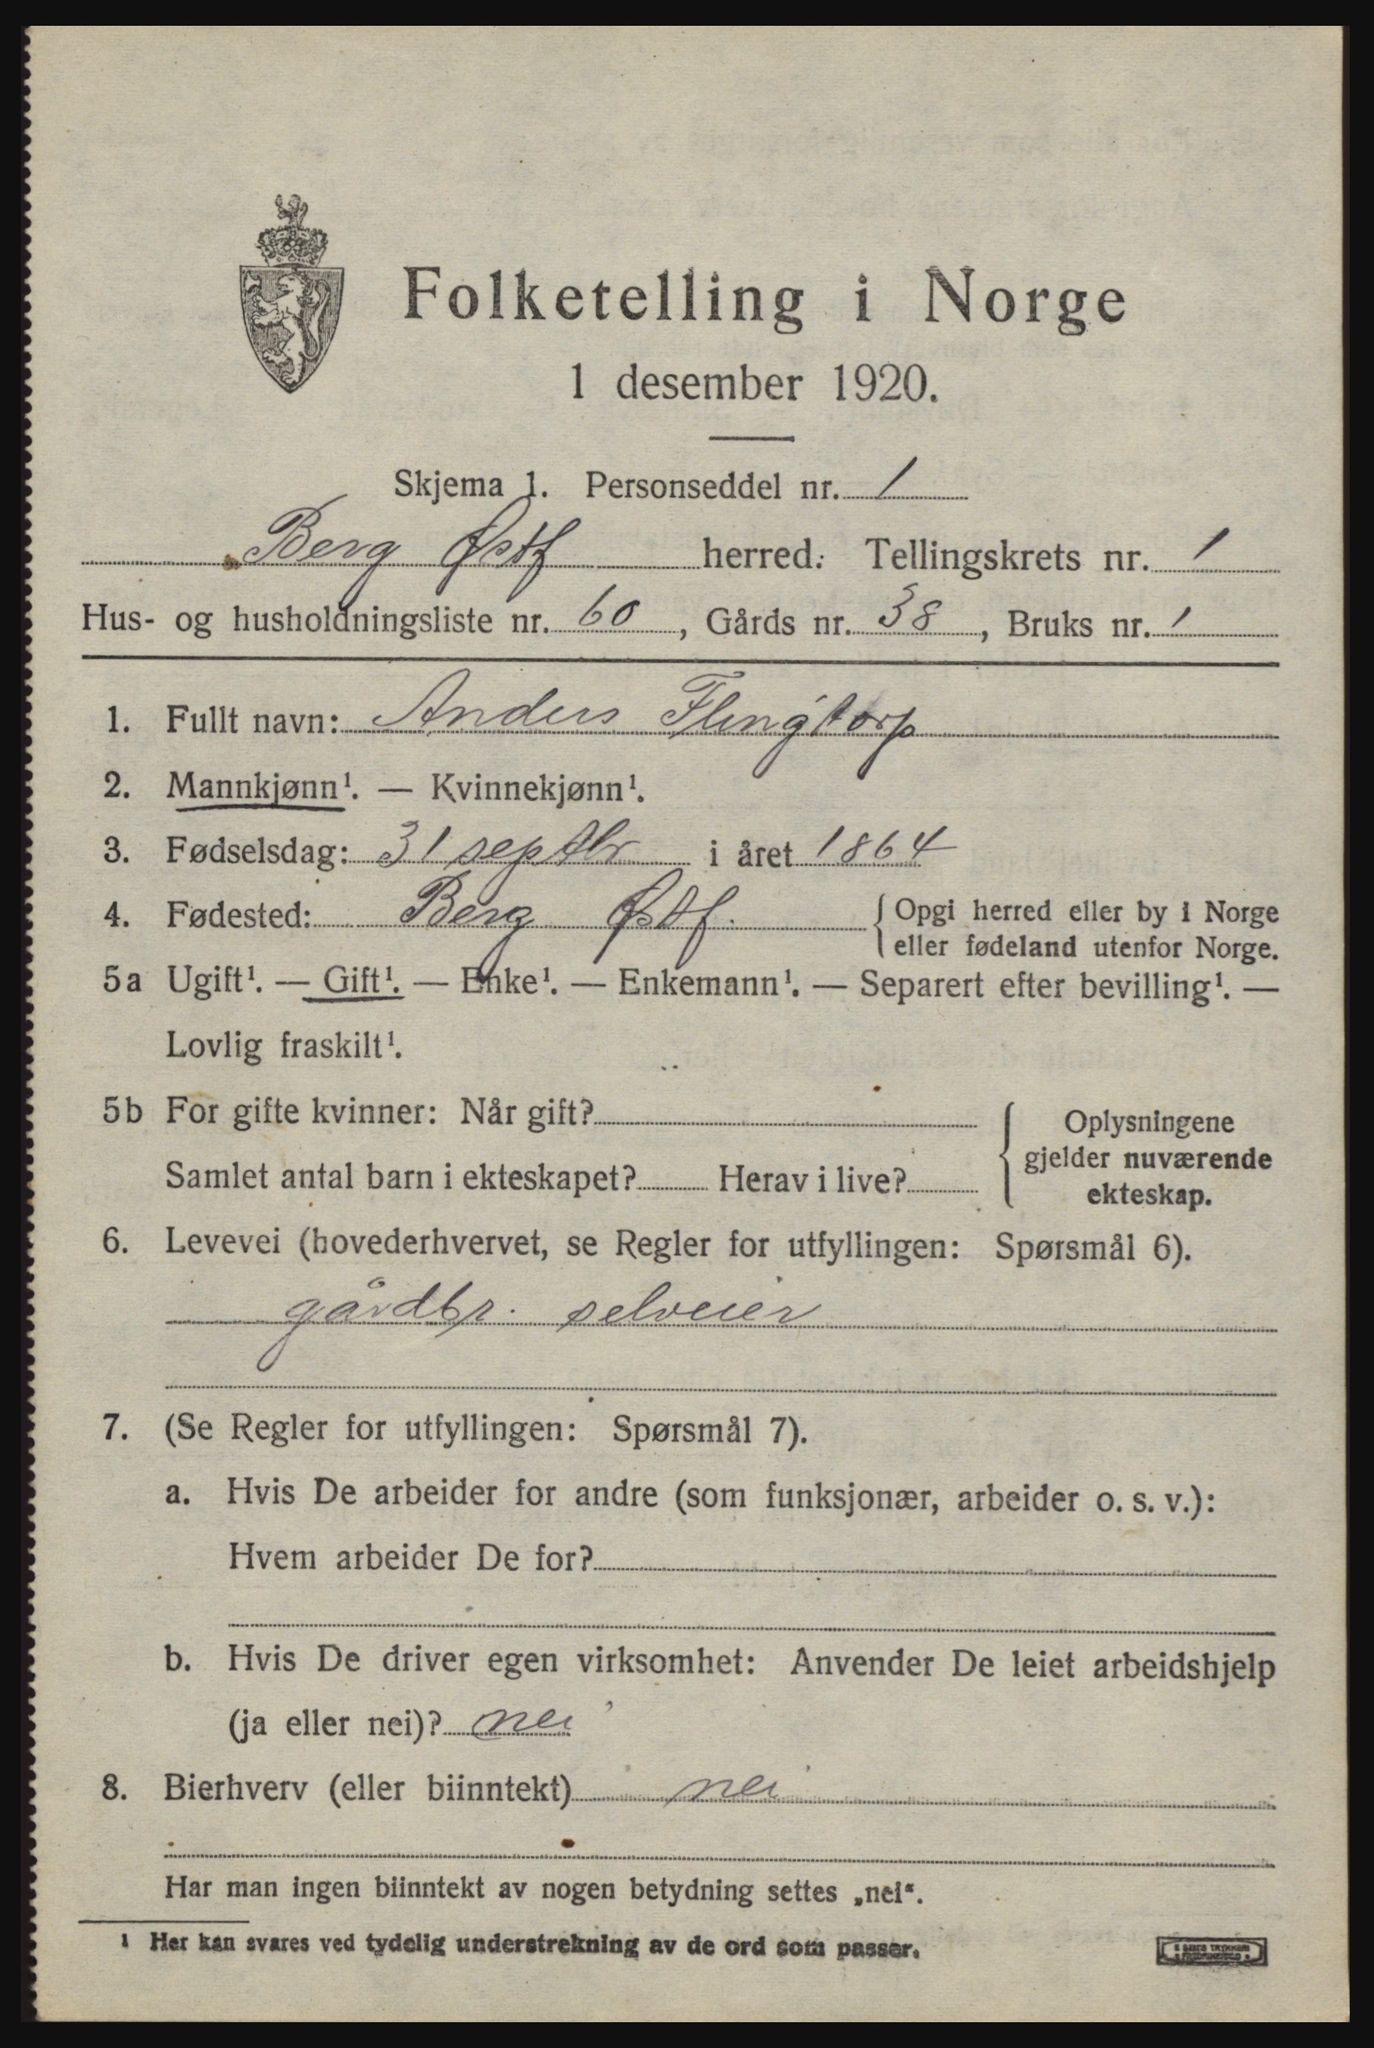 Folketelling i Norge
1 desember 1920.
Skjema 1. Personseddel nr. 1
Berg Østf herred. Tellingskrets nr. 1
Hus- og husholdningsliste nr. 60, Gårds nr. 38, Bruks nr. 1
1. Fullt navn: Anders Flingtorp
2. Mannkjønn¹. — Kvinnekjønn¹.
3. Fødselsdag: 31 septbr i året 1864
4. Fødested: Berg Østf. {Opgi herred eller by i Norge
eller fødeland utenfor Norge.
5a Ugift¹. — Gift¹. — Enke¹. — Enkemann¹. — Separert efter bevilling¹. —
Lovlig fraskilt¹.
5b For gifte kvinner: Når gift?
Samlet antal barn i ekteskapet? Herav i live?
{Oplysningene
gjelder nuværende
ekteskap.
6. Levevei (hovederhvervet, se Regler for utfyllingen: Spørsmål 6).
gårdbr. selveier
7. (Se Regler for utfyllingen: Spørsmål 7).
a. Hvis De arbeider for andre (som funksjonær, arbeider o. s. v.):
Hvem arbeider De for?
b. Hvis De driver egen virksomhet: Anvender De leiet arbeidshjelp
(ja eller nei)? nei
8. Bierhverv (eller biinntekt) nei
Har man ingen biinntekt av nogen betydning settes „nei“.
¹ Her kan svares ved tydelig understrekning av de ord som passer.